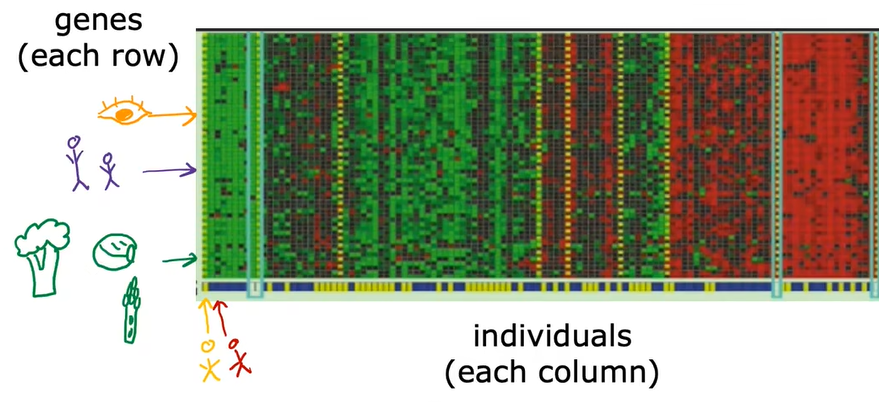 genes
(each row)
individuals
(each column)